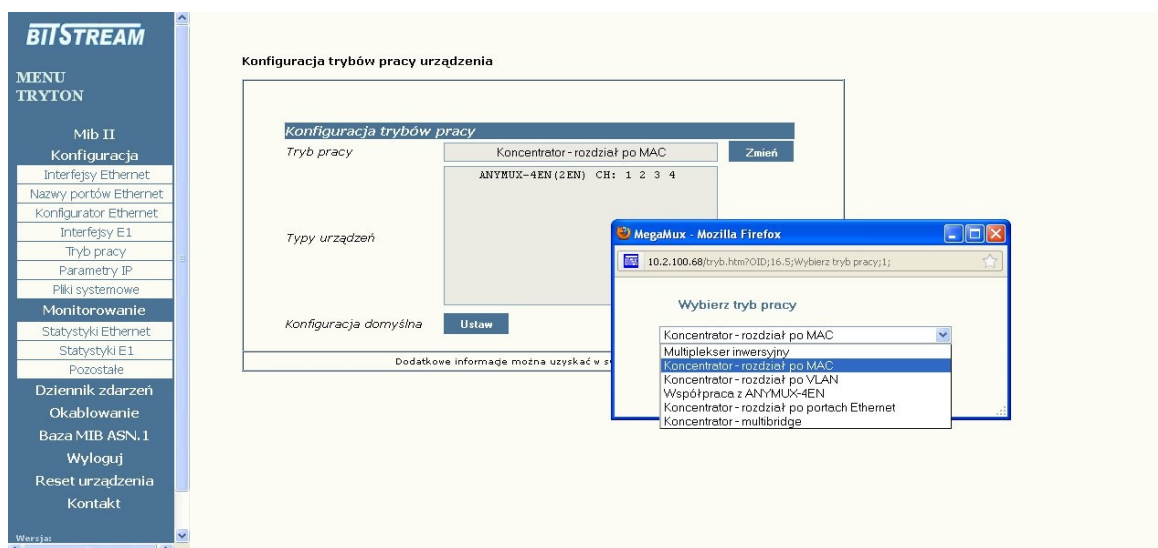 BITSTREAM
MENU
TRYTON
Mib II
Konfiguracja
Interfejsy Ethernet
Nazwy portów Ethernet
Konfigurator Ethernet
Interfejsy E1
Tryb pracy
Parametry IP
Pliki systemowe
Monitorowanie
Statystyki Ethernet
Statystyki E1
Pozostałe
Dziennik zdarzeń
Okablowanie
Baza MIB ASN.1
Wyloguj
Reset urządzenia
Kontakt
Wersja:
Konfiguracja trybów pracy urządzenia
Konfiguracja trybów pracy
Tryb pracy
Koncentrator - rozdział po MAC
Zmień
ANYMUX-4EN(2EN) CH: 1 2 3 4
Typy urządzeń
Konfiguracja domyślna
Ustaw
Dodatkowe informacje można uzyskać w
MegaMux - Mozilla Firefox
10.2.100.68/tryb.htm?OID;16.5;Wybierz tryb pracy;1;
Wybierz tryb pracy
Koncentrator - rozdział po MAC
Multiplekser inwersyjny
Koncentrator - rozdział po MAC
Koncentrator - rozdział po VLAN
Współpraca z ANYMUX-4EN
Koncentrator - rozdział po portach Ethernet
Koncentrator - multibridge